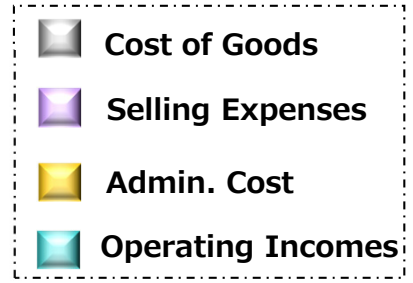 Cost of Goods
Selling Expenses
Admin. Cost
Operating Incomes